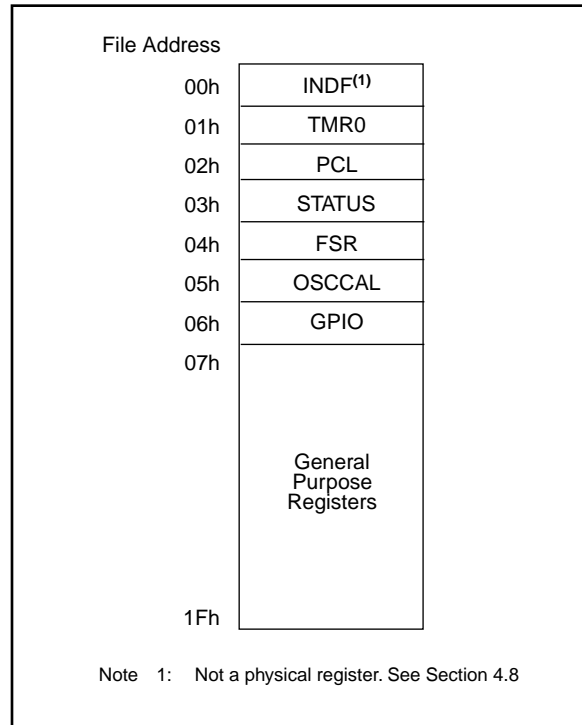 File Address
00h INDF(1)
01h TMR0
02h PCL
03h STATUS
04h FSR
05h OSCCAL
06h GPIO
07h
General
Purpose
Registers
1Fh
Note 1: Not a physical register. See Section 4.8